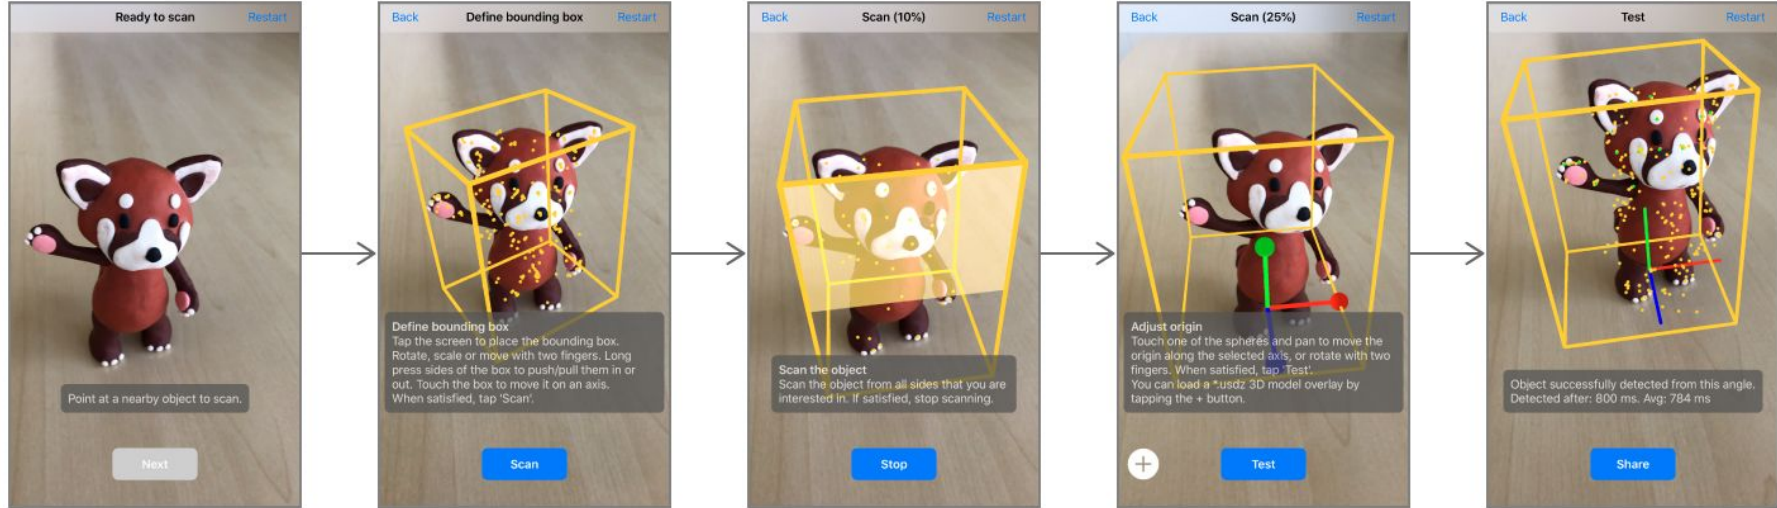 Ready to scan
Restart
Point at a nearby object to scan.
Next
Back
Define bounding box
Restart
Define bounding box
Tap the screen to place the bounding box.
Rotate, scale or move with two fingers. Long
press sides of the box to push/pull them in or
out. Touch the box to move it on an axis.
When satisfied, tap 'Scan'.
Scan
Back
Scan (10%)
Restart
Scan the object
Scan the object from all sides that you are
interested in. If satisfied, stop scanning.
Stop
Back
Scan (25%)
Restart
Adjust origin
Touch one of the spheres and pan to move the
origin along the selected axis, or rotate with two
fingers. When satisfied, tap 'Test'.
You can load a *.usdz 3D model overlay by
tapping the + button.
+
Test
Back
Test
Restart
Object successfully detected from this angle.
Detected after: 800 ms. Avg: 784 ms
Share